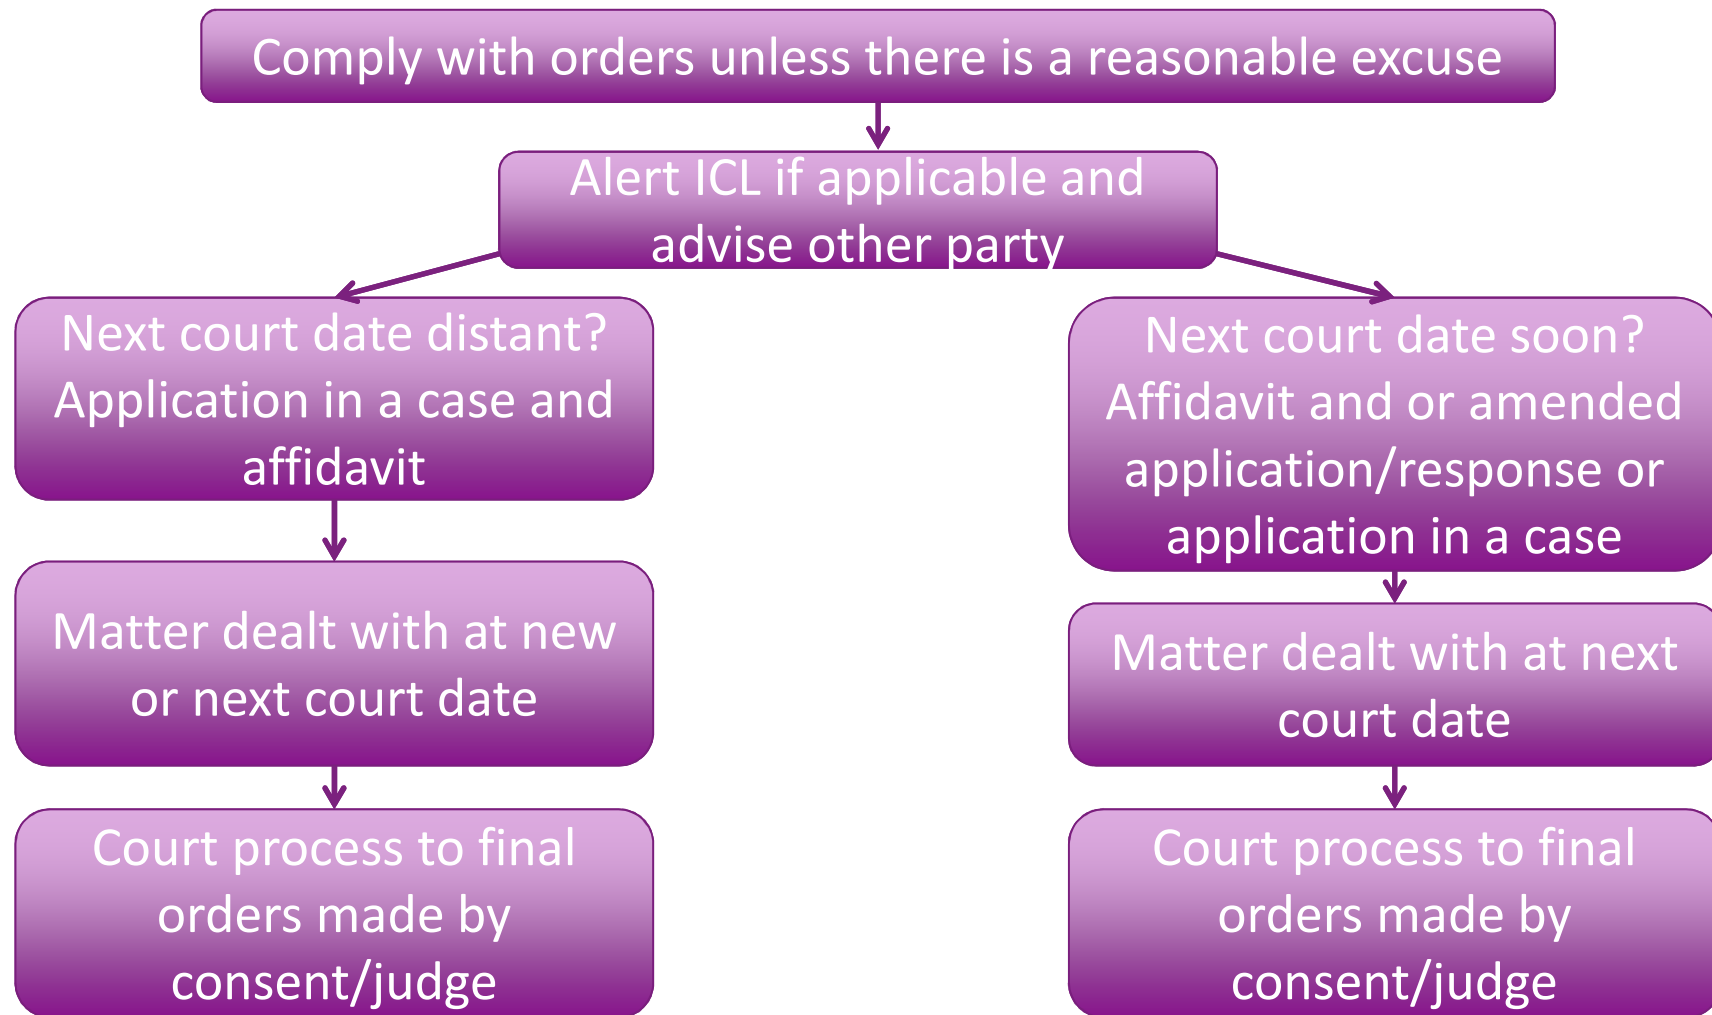 Comply with orders unless there is a reasonable excuse
Alert ICL if applicable and
advise other party
Next court date distant?
Application in a case and
affidavit
Next court date soon?
Affidavit and or amended
application/response or
application in a case
Matter dealt with at new
or next court date
Matter dealt with at next
court date
Court process to final
orders made by
consent/judge
Court process to final
orders made by
consent/judge